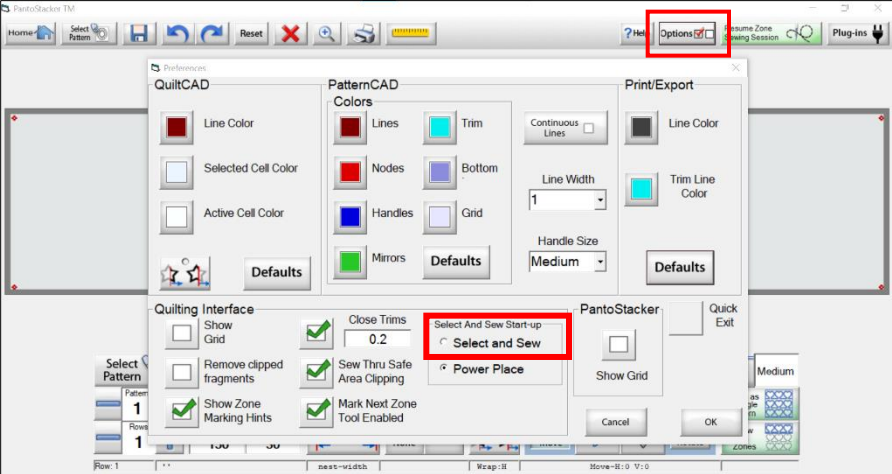 PantoStacker TM
Home
Select
Pattern
Reset
? Help
Options
Resume Zone
Sewing Session
Plug-ins
Preferences
QuiltCAD
Line Color
Selected Cell Color
Active Cell Color
Defaults
PatternCAD
Colors
Lines
Trim
Nodes
Bottom
Handles
Grid
Mirrors
Defaults
Continuous
Lines
Line Width
1
Handle Size
Medium
Print/Export
Line Color
Trim Line
Color
Defaults
Quilting Interface
Show
Grid
Close Trims
0.2
Remove clipped
fragments
Sew Thru Safe
Area Clipping
Show Zone
Marking Hints
Mark Next Zone
Tool Enabled
Select And Sew Start-up
Select and Sew
Power Place
PantoStacker
Show Grid
Quick
Exit
Cancel
OK
Select
Pattern
Medium
Pattern
1
Rows
1
Zones
Row: 1
nest-width
Wrap:H
Move-H:0 V:0